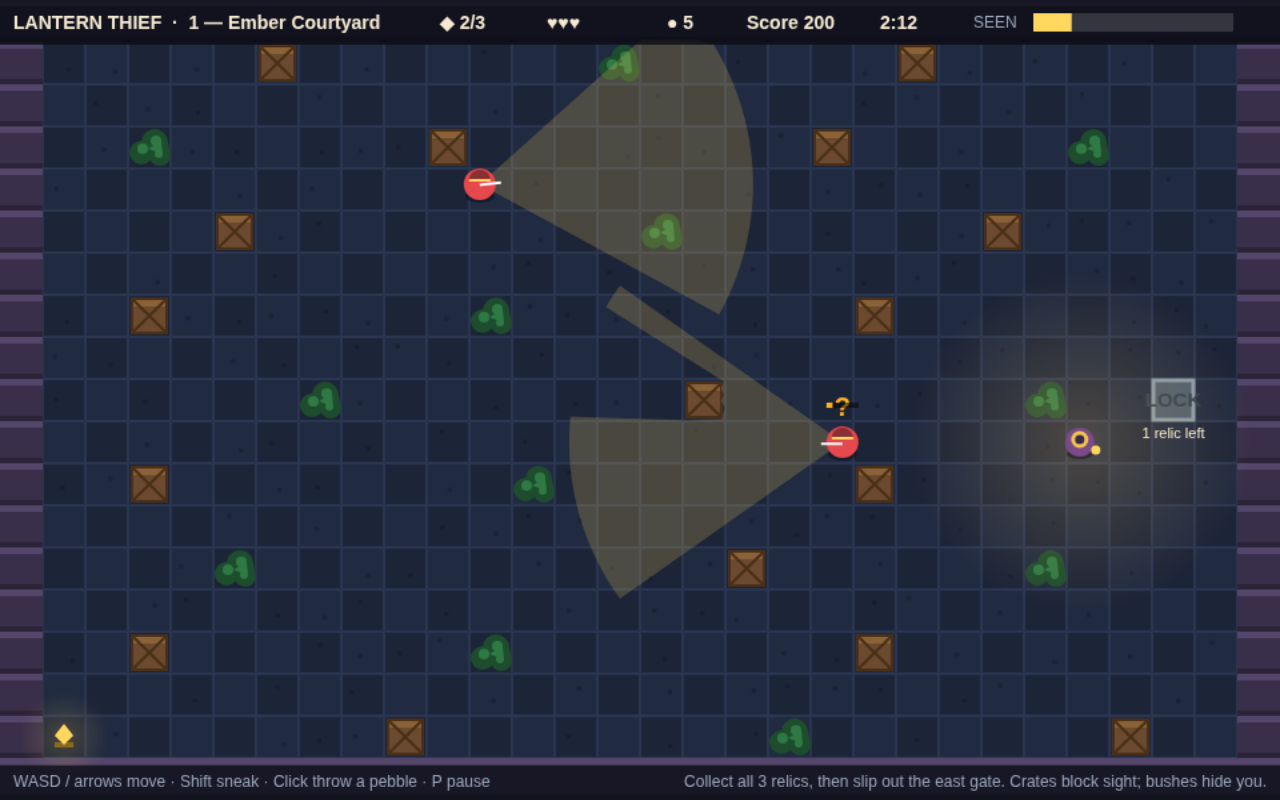 LANTERN THIEF · 1 — Ember Courtyard ◆ 2/3 ♥♥♥ ● 5 Score 200 2:12 SEEN
?
LOCK
1 relic left
WASD / arrows move · Shift sneak · Click throw a pebble · P pause
Collect all 3 relics, then slip out the east gate. Crates block sight; bushes hide you.